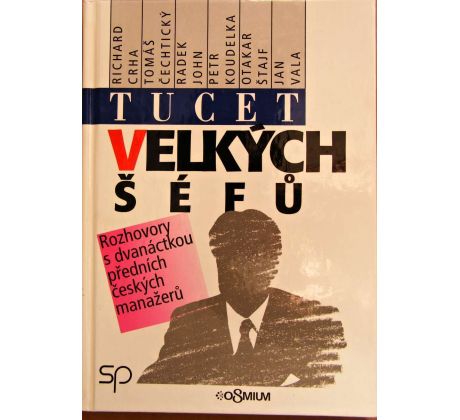 RICHARD
CRHA
TOMÁŠ
ČECHTICKÝ
RADEK
JOHN
PETR
KOUDELKA
OTAKAR
ŠTAJF
JAN
VALA
TUCET
VELKÝCH
ŠÉFŮ
Rozhovory
s dvanáctkou
předních
českých
manažerů
sp
OSMIUM